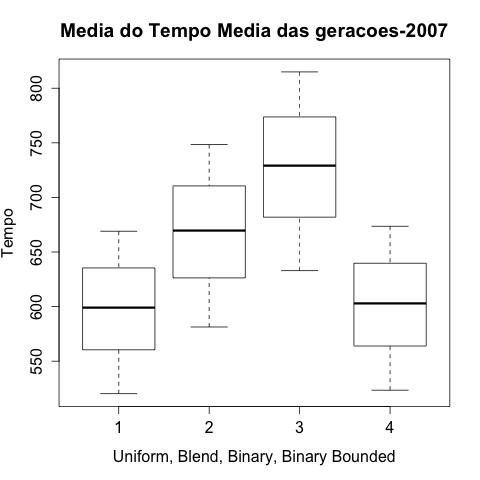 Media do Tempo Media das geracoes-2007
Tempo
800
750
700
650
600
550
1 2 3 4
Uniform, Blend, Binary, Binary Bounded